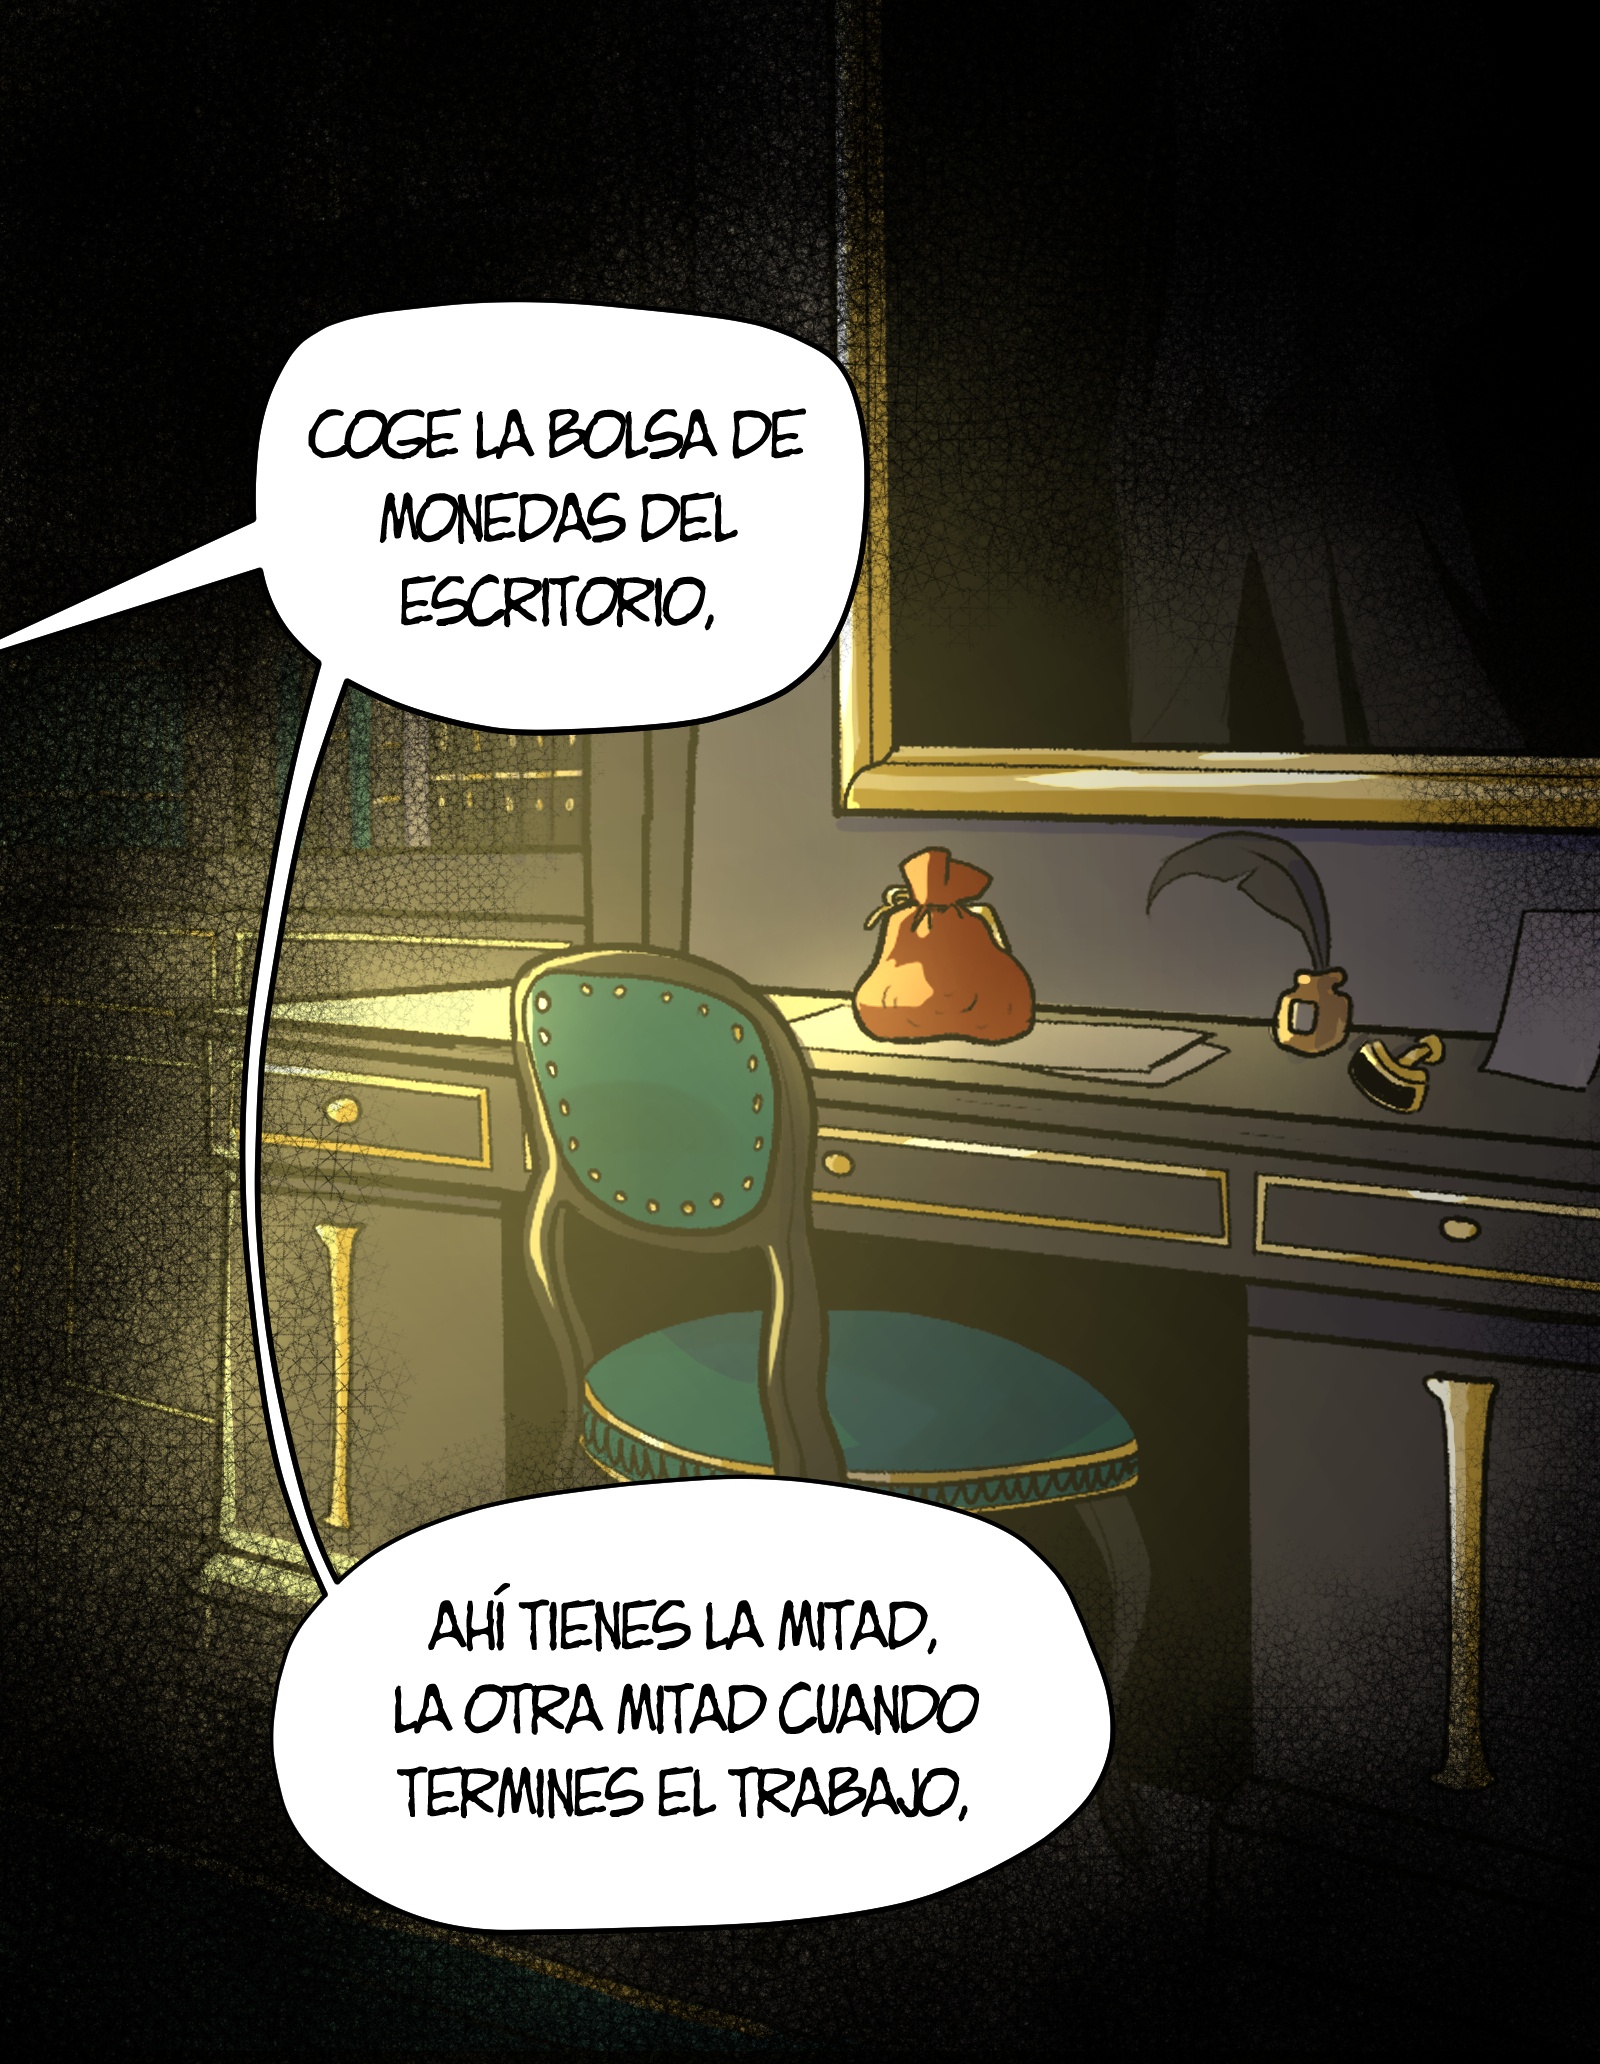 COGE LA BOLSA DE
MONEDAS DEL
ESCRITORIO,
AHÍ TIENES LA MITAD,
LA OTRA MITAD CUANDO
TERMINES EL TRABAJO,